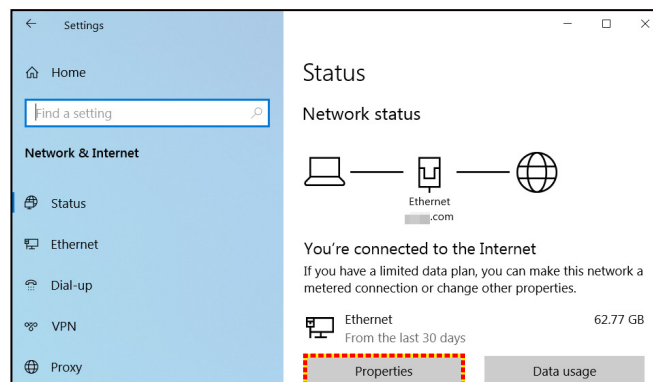 Settings
Home
Find a setting
Network & Internet
Status
Ethernet
Dial-up
VPN
Proxy
Status
Network status
Ethernet
.com
You're connected to the Internet
If you have a limited data plan, you can make this network a
metered connection or change other properties.
Ethernet 62.77 GB
From the last 30 days
Properties Data usage